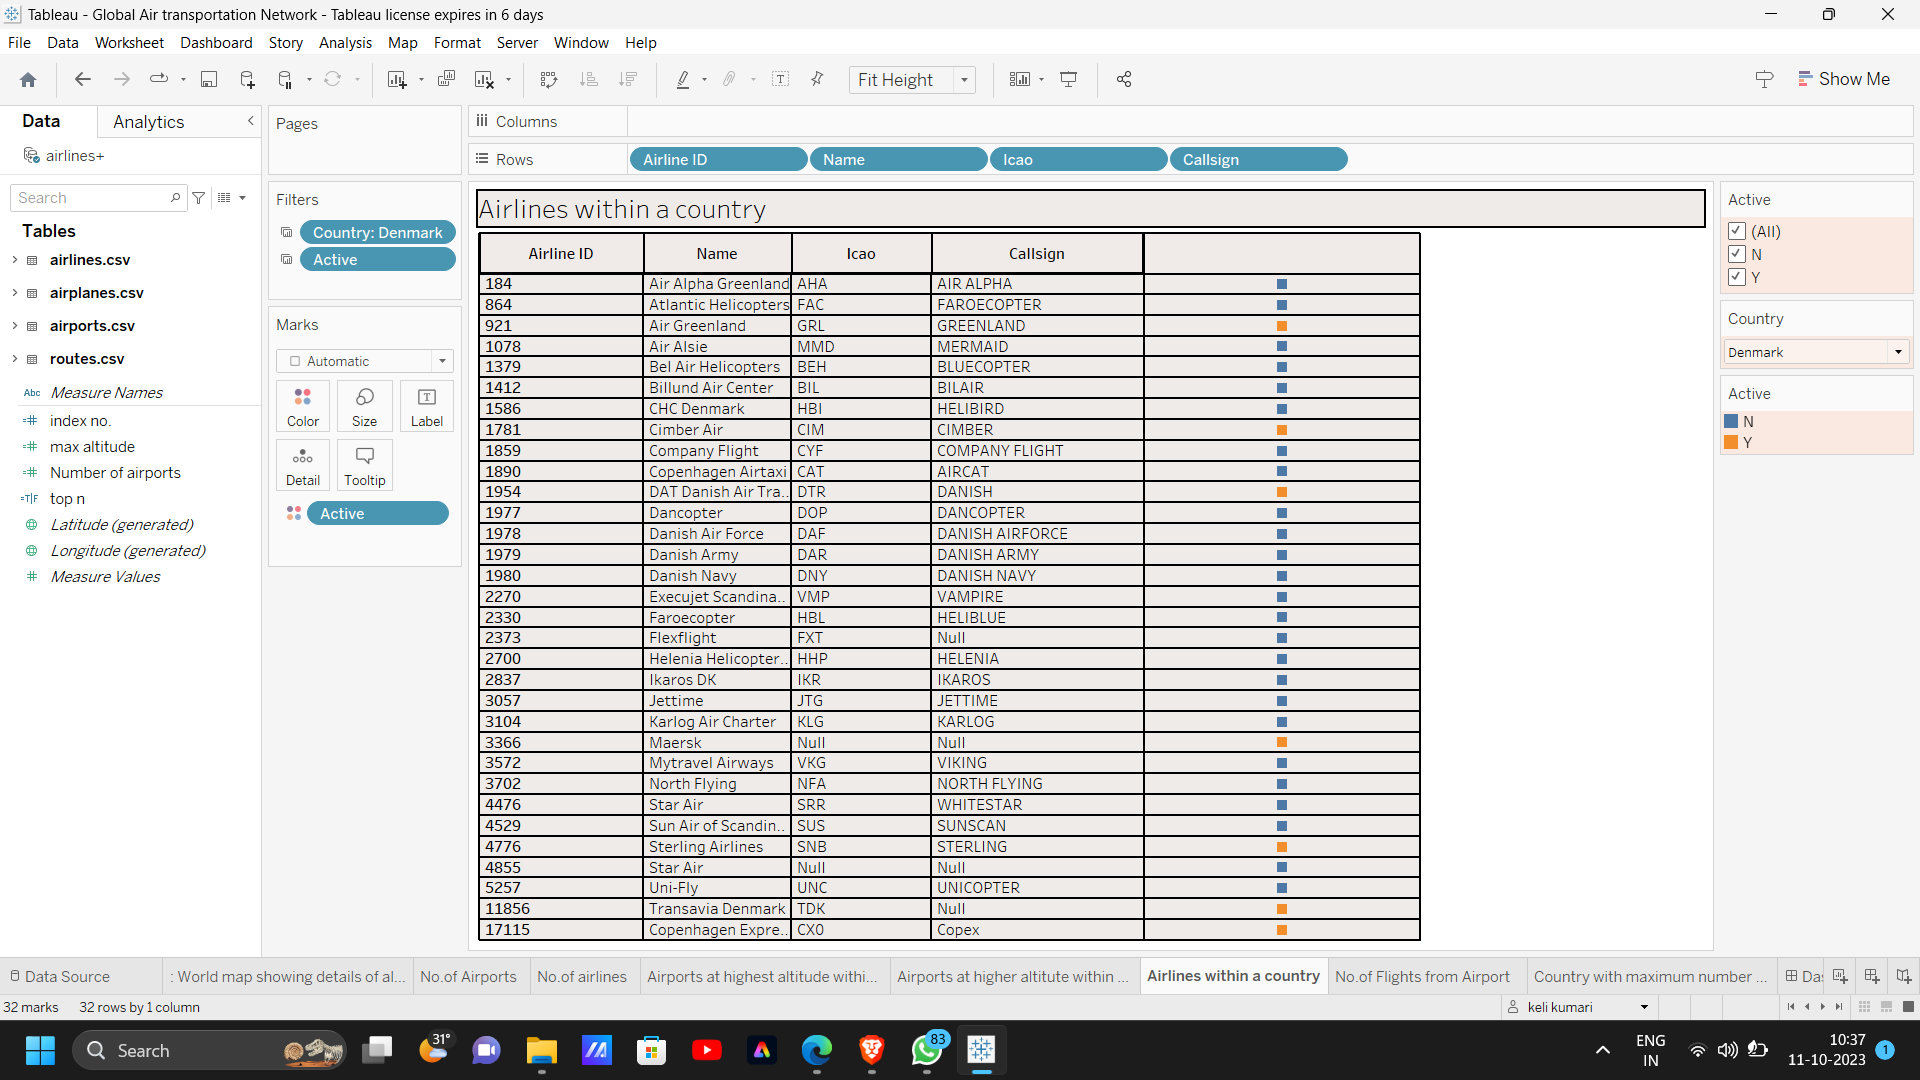 Tableau - Global Air transportation Network - Tableau license expires in 6 days
File Data Worksheet Dashboard Story Analysis Map Format Server Window Help
Fit Height
Show Me
Data Analytics
airlines+
Search
Tables
airlines.csv
airplanes.csv
airports.csv
routes.csv
Abc Measure Names
index no.
max altitude
Number of airports
T|F top n
Latitude (generated)
Longitude (generated)
Measure Values
Pages
Filters
Country: Denmark
Active
Marks
Automatic
Color Size Label
Detail Tooltip
Active
Columns
Rows Airline ID Name Icao Callsign
Airlines within a country
Airline ID Name Icao Callsign
184 Air Alpha Greenland AHA AIR ALPHA
864 Atlantic Helicopters FAC FAROECOPTER
921 Air Greenland GRL GREENLAND
1078 Air Alsie MMD MERMAID
1379 Bel Air Helicopters BEH BLUECOPTER
1412 Billund Air Center BIL BILAIR
1586 CHC Denmark HBI HELIBIRD
1781 Cimber Air CIM CIMBER
1859 Company Flight CYF COMPANY FLIGHT
1890 Copenhagen Airtaxi CAT AIRCAT
1954 DAT Danish Air Tra.. DTR DANISH
1977 Dancopter DOP DANCOPTER
1978 Danish Air Force DAF DANISH AIRFORCE
1979 Danish Army DAR DANISH ARMY
1980 Danish Navy DNY DANISH NAVY
2270 Execujet Scandina.. VMP VAMPIRE
2330 Faroecopter HBL HELIBLUE
2373 Flexflight FXT Null
2700 Helenia Helicopter.. HHP HELENIA
2837 Ikaros DK IKR IKAROS
3057 Jettime JTG JETTIME
3104 Karlog Air Charter KLG KARLOG
3366 Maersk Null Null
3572 Mytravel Airways VKG VIKING
3702 North Flying NFA NORTH FLYING
4476 Star Air SRR WHITESTAR
4529 Sun Air of Scandin.. SUS SUNSCAN
4776 Sterling Airlines SNB STERLING
4855 Star Air Null Null
5257 Uni-Fly UNC UNICOPTER
11856 Transavia Denmark TDK Null
17115 Copenhagen Expre.. CX0 Copex
Active
(All)
N
Y
Country
Denmark
Active
N
Y
Data Source : World map showing details of al... No.of Airports No.of airlines Airports at highest altitude withi... Airports at higher altitute within ... Airlines within a country No.of Flights from Airport Country with maximum number ... Das
32 marks 32 rows by 1 column keli kumari
Search 31° 83 ENG 10:37
IN 11-10-2023 1